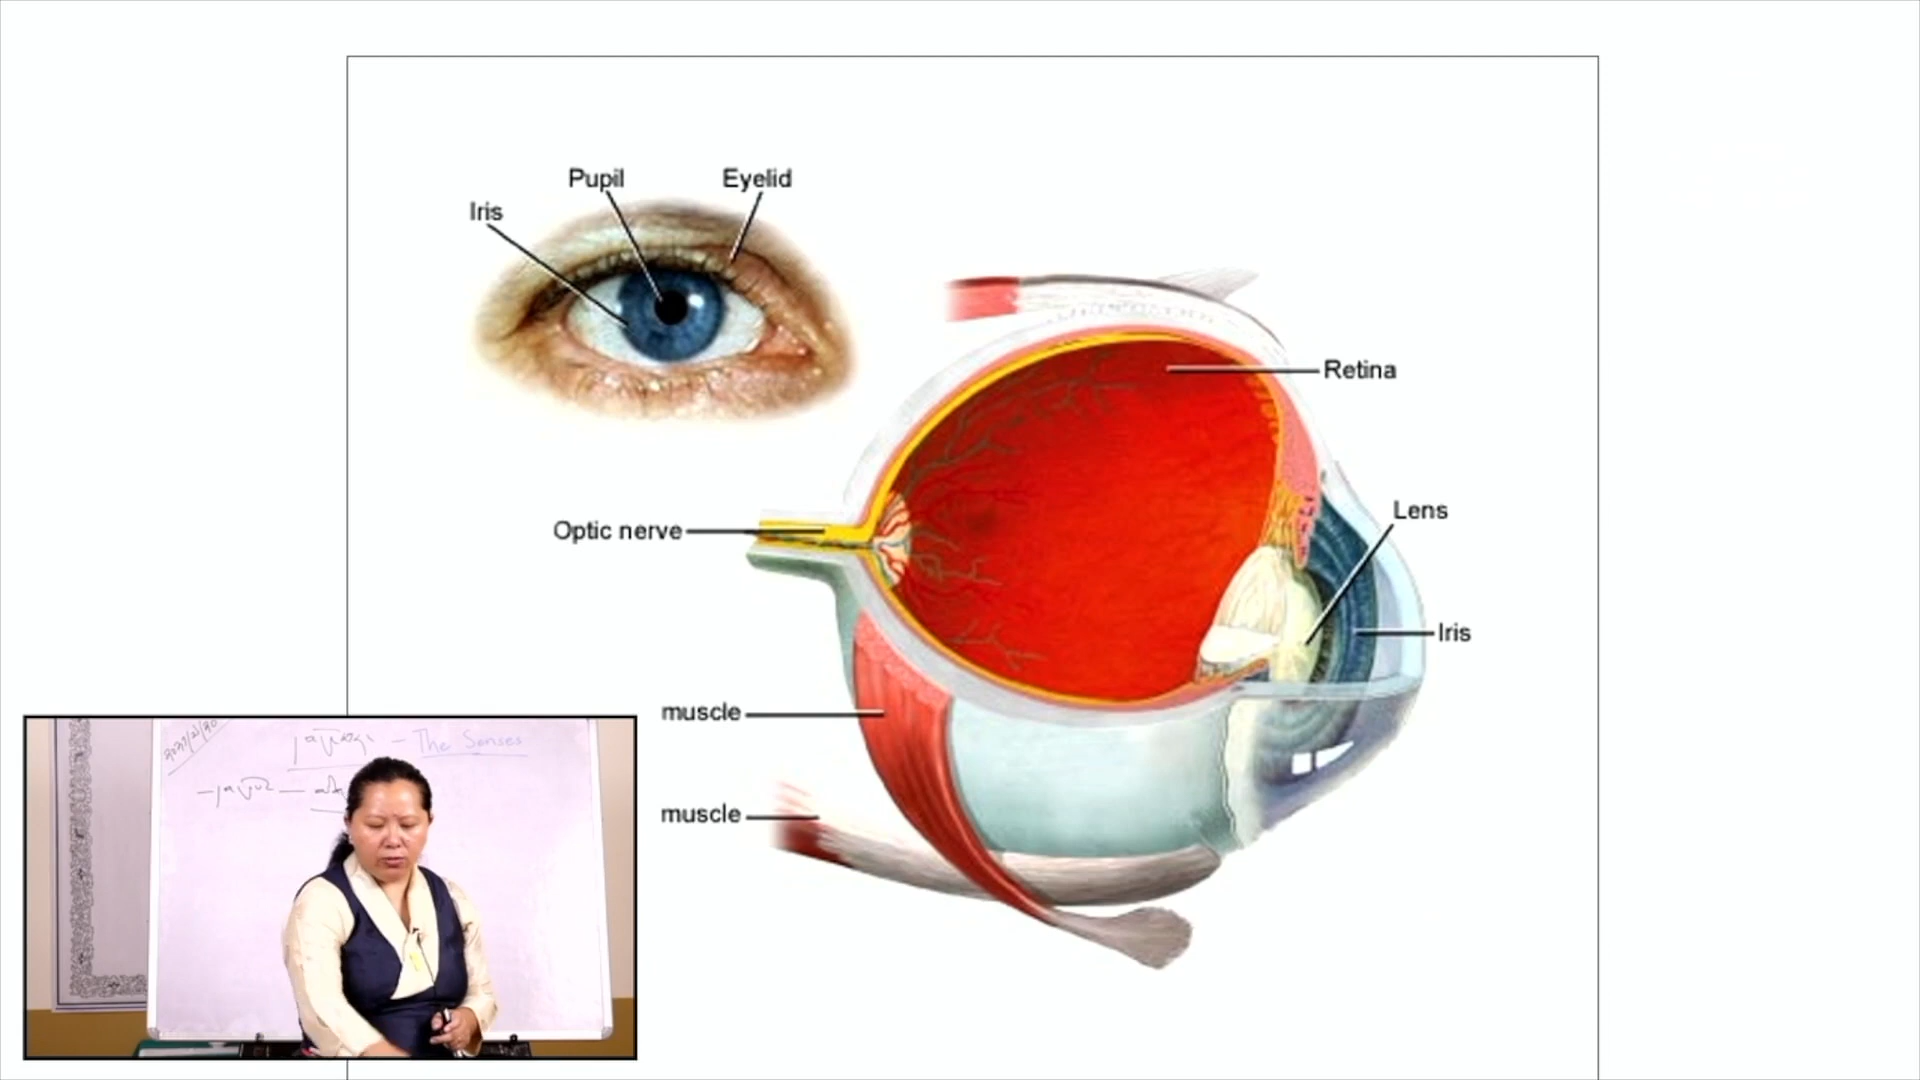 Pupil
Eyelid
Iris
Retina
Lens
Optic nerve
Iris
muscle
muscle
– The Senses